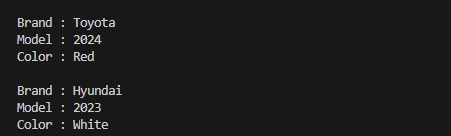 Brand : Toyota
Model : 2024
Color : Red
Brand : Hyundai
Model : 2023
Color : White